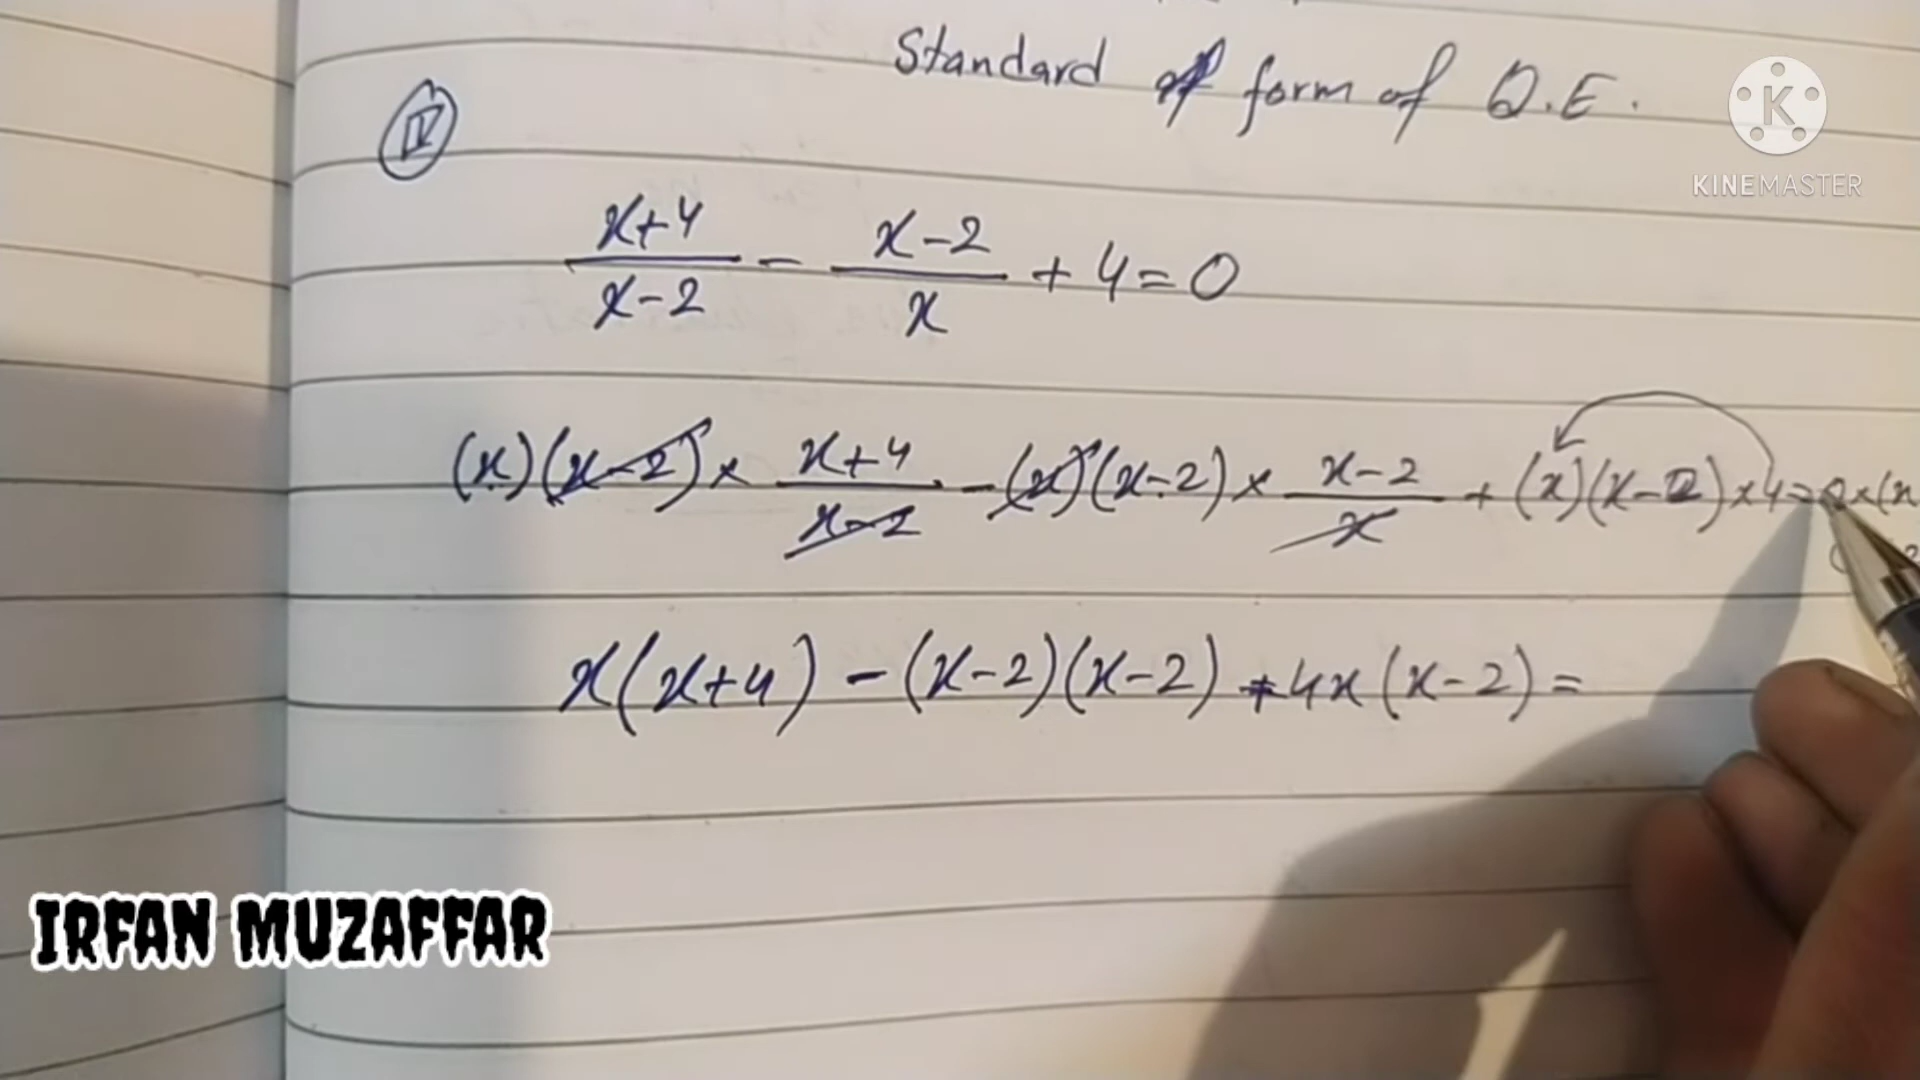 Standard of form of Q.E.
K
KINEMASTER
IV
x+4/x-2 - x-2/x + 4 = 0
(x)(x-2) × x+4/x-2 - (x)(x-2) × x-2/x + (x)(x-2) × 4 = 0 × (x
x(x+4) - (x-2)(x-2) + 4x(x-2) =
IRFAN MUZAFFAR